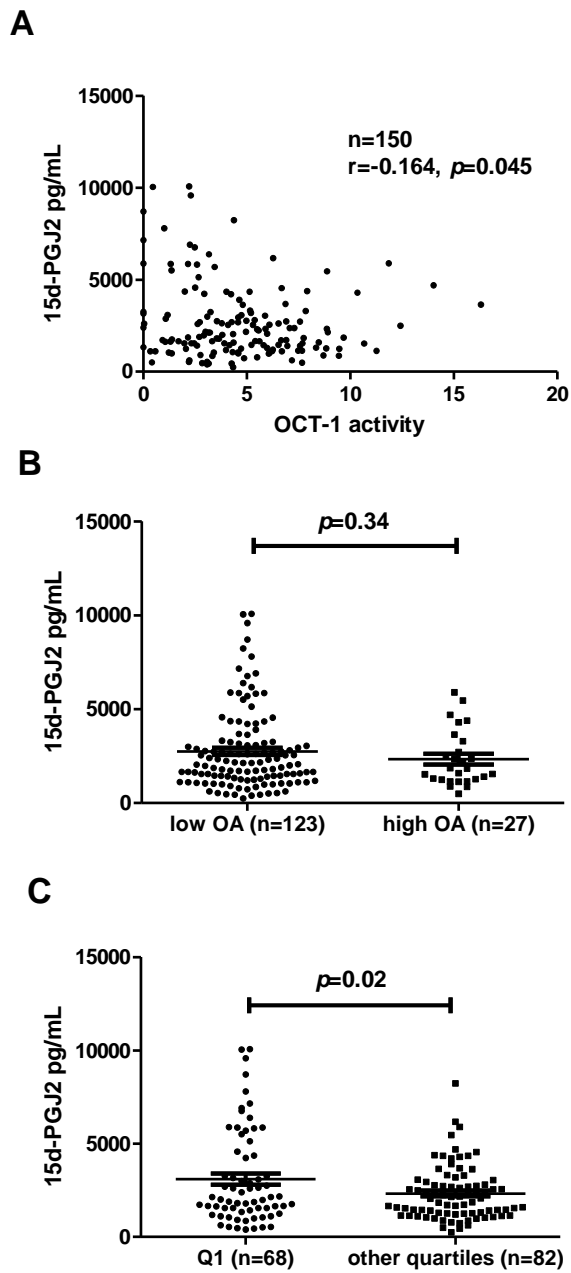 A
15d-PGJ2 pg/mL
15000
10000
5000
0
n=150
r=-0.164, p=0.045
0 5 10 15 20
OCT-1 activity
B
15d-PGJ2 pg/mL
15000
10000
5000
0
p=0.34
low OA (n=123) high OA (n=27)
C
15d-PGJ2 pg/mL
15000
10000
5000
0
p=0.02
Q1 (n=68) other quartiles (n=82)